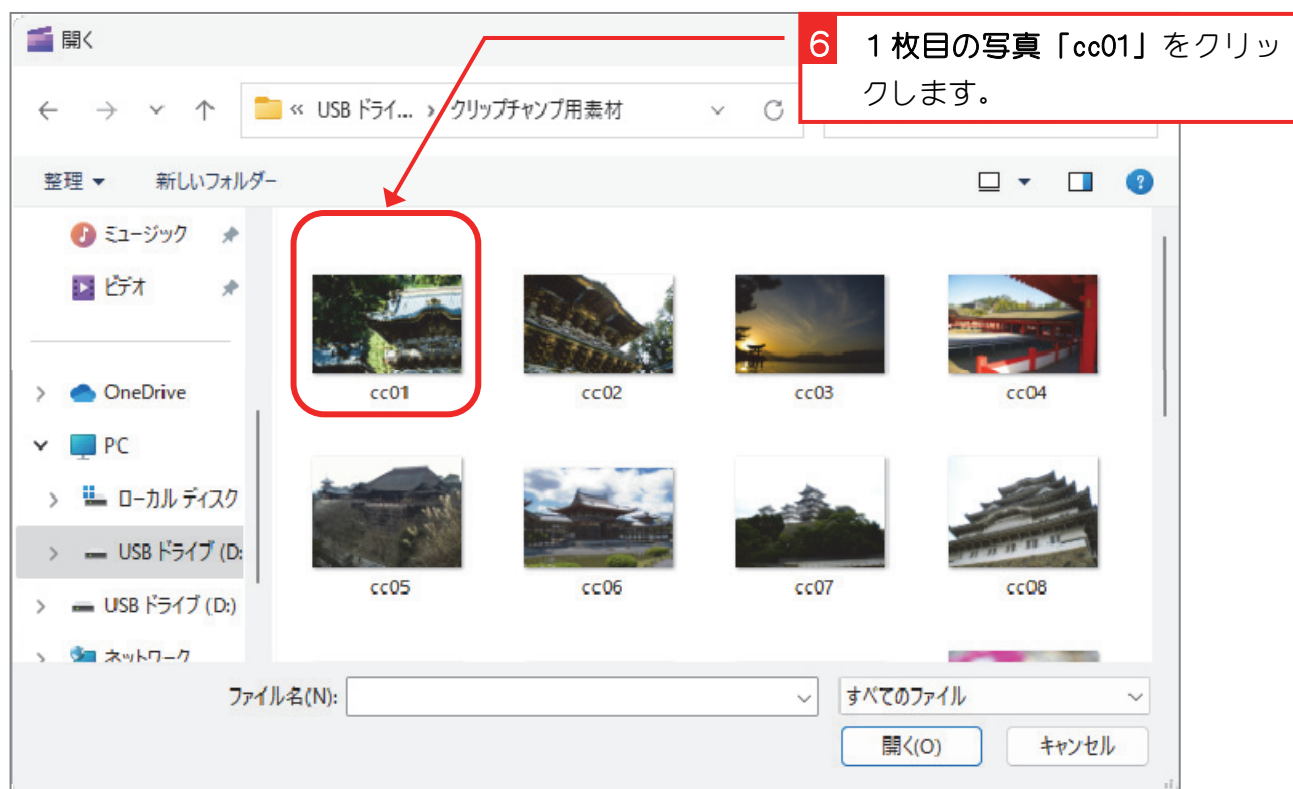 開く
6 1枚目の写真「cc01」をクリッ
クします。
« USB ドライ... › クリップチャンプ用素材
整理 新しいフォルダー
ミュージック
ビデオ
OneDrive
PC
ローカル ディスク
USB ドライブ (D:
USB ドライブ (D:)
ネットワーク
cc01 cc02 cc03 cc04
cc05 cc06 cc07 cc08
ファイル名(N): すべてのファイル
開く(O) キャンセル